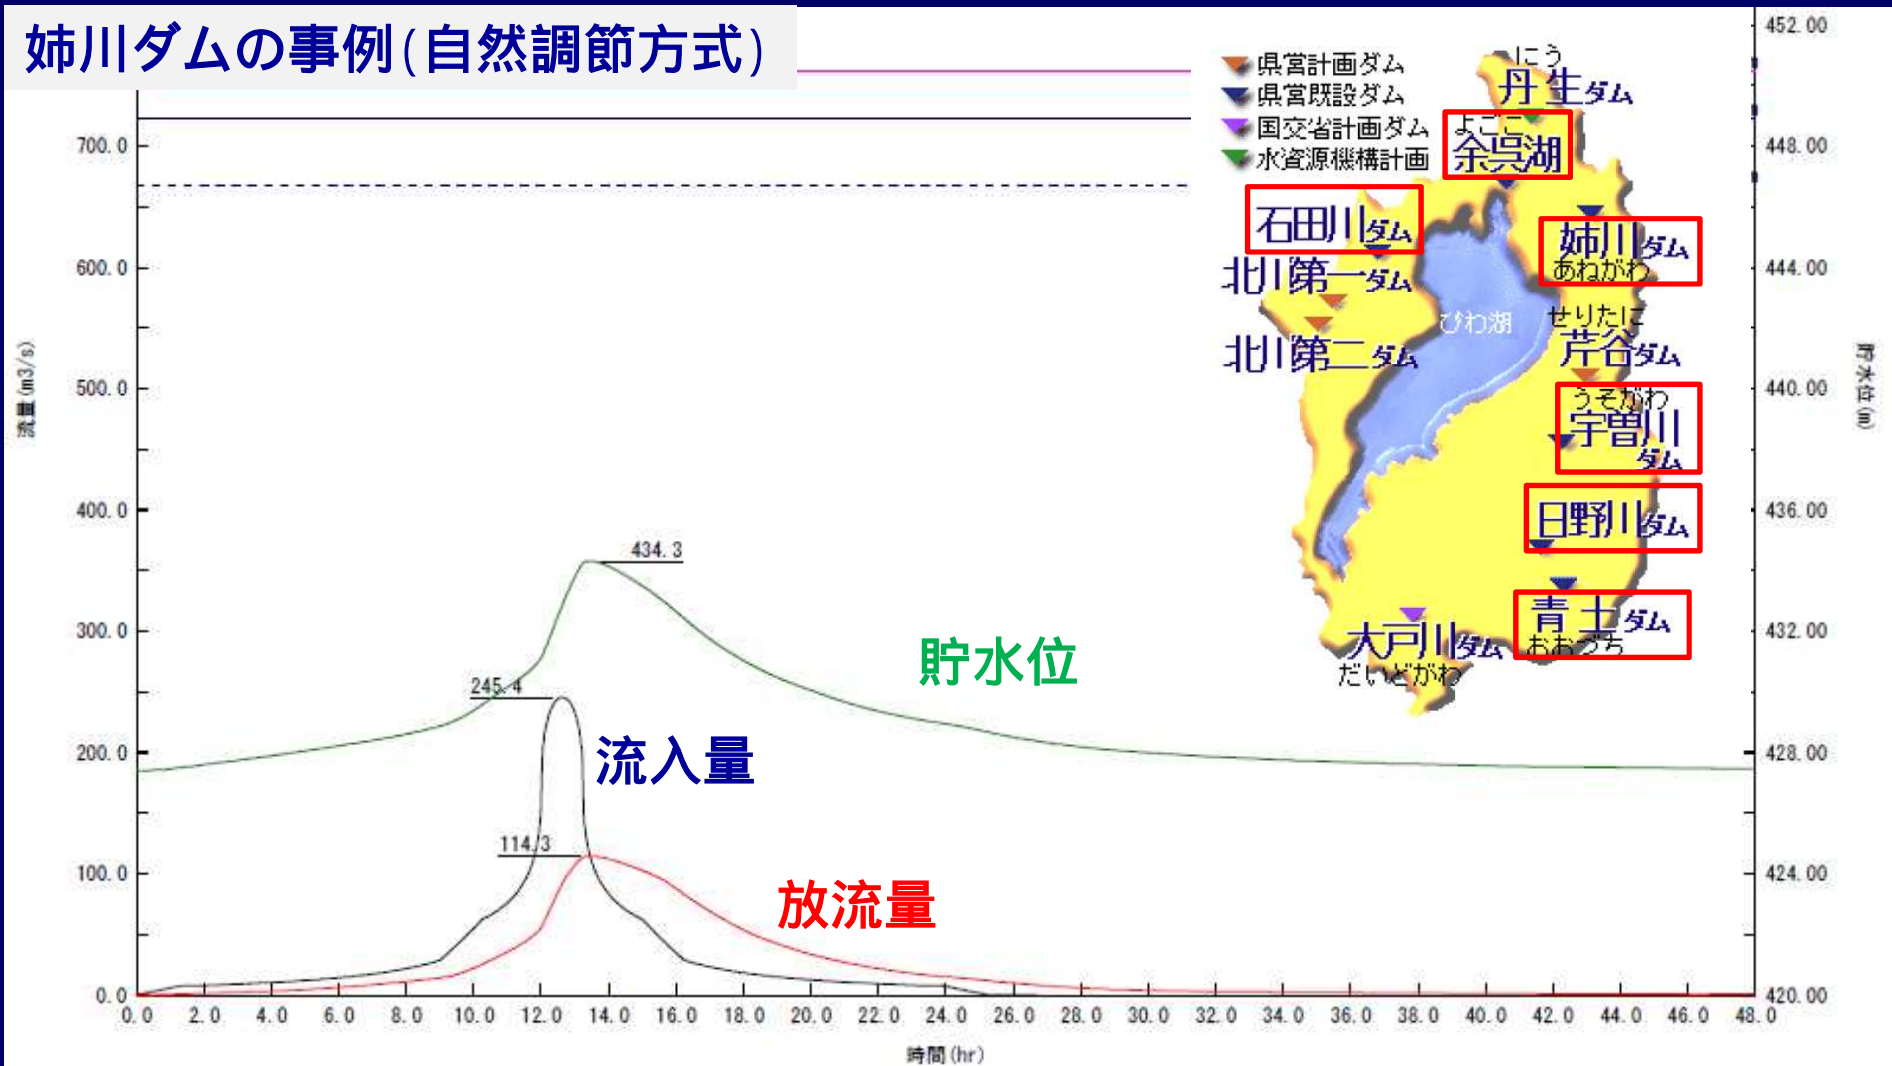 姉川ダムの事例(自然調節方式)
流量(m3/s)
700.0
600.0
500.0
400.0
300.0
200.0
100.0
0.0
452.00
448.00
444.00
440.00
436.00
432.00
428.00
424.00
420.00
貯水位(m)
0.0 2.0 4.0 6.0 8.0 10.0 12.0 14.0 16.0 18.0 20.0 22.0 24.0 26.0 28.0 30.0 32.0 34.0 36.0 38.0 40.0 42.0 44.0 46.0 48.0
時間(hr)
434.3
245.4
114.3
貯水位
流入量
放流量
県営計画ダム
県営既設ダム
国交省計画ダム
水資源機構計画
にう
丹生ダム
よごこ
余呉湖
石田川ダム
姉川ダム
あねがわ
北川第一ダム
びわ湖
せりたに
芹谷ダム
北川第二ダム
うそがわ
宇曽川
ダム
日野川ダム
青土ダム
おおづち
大戸川ダム
だいどがわ